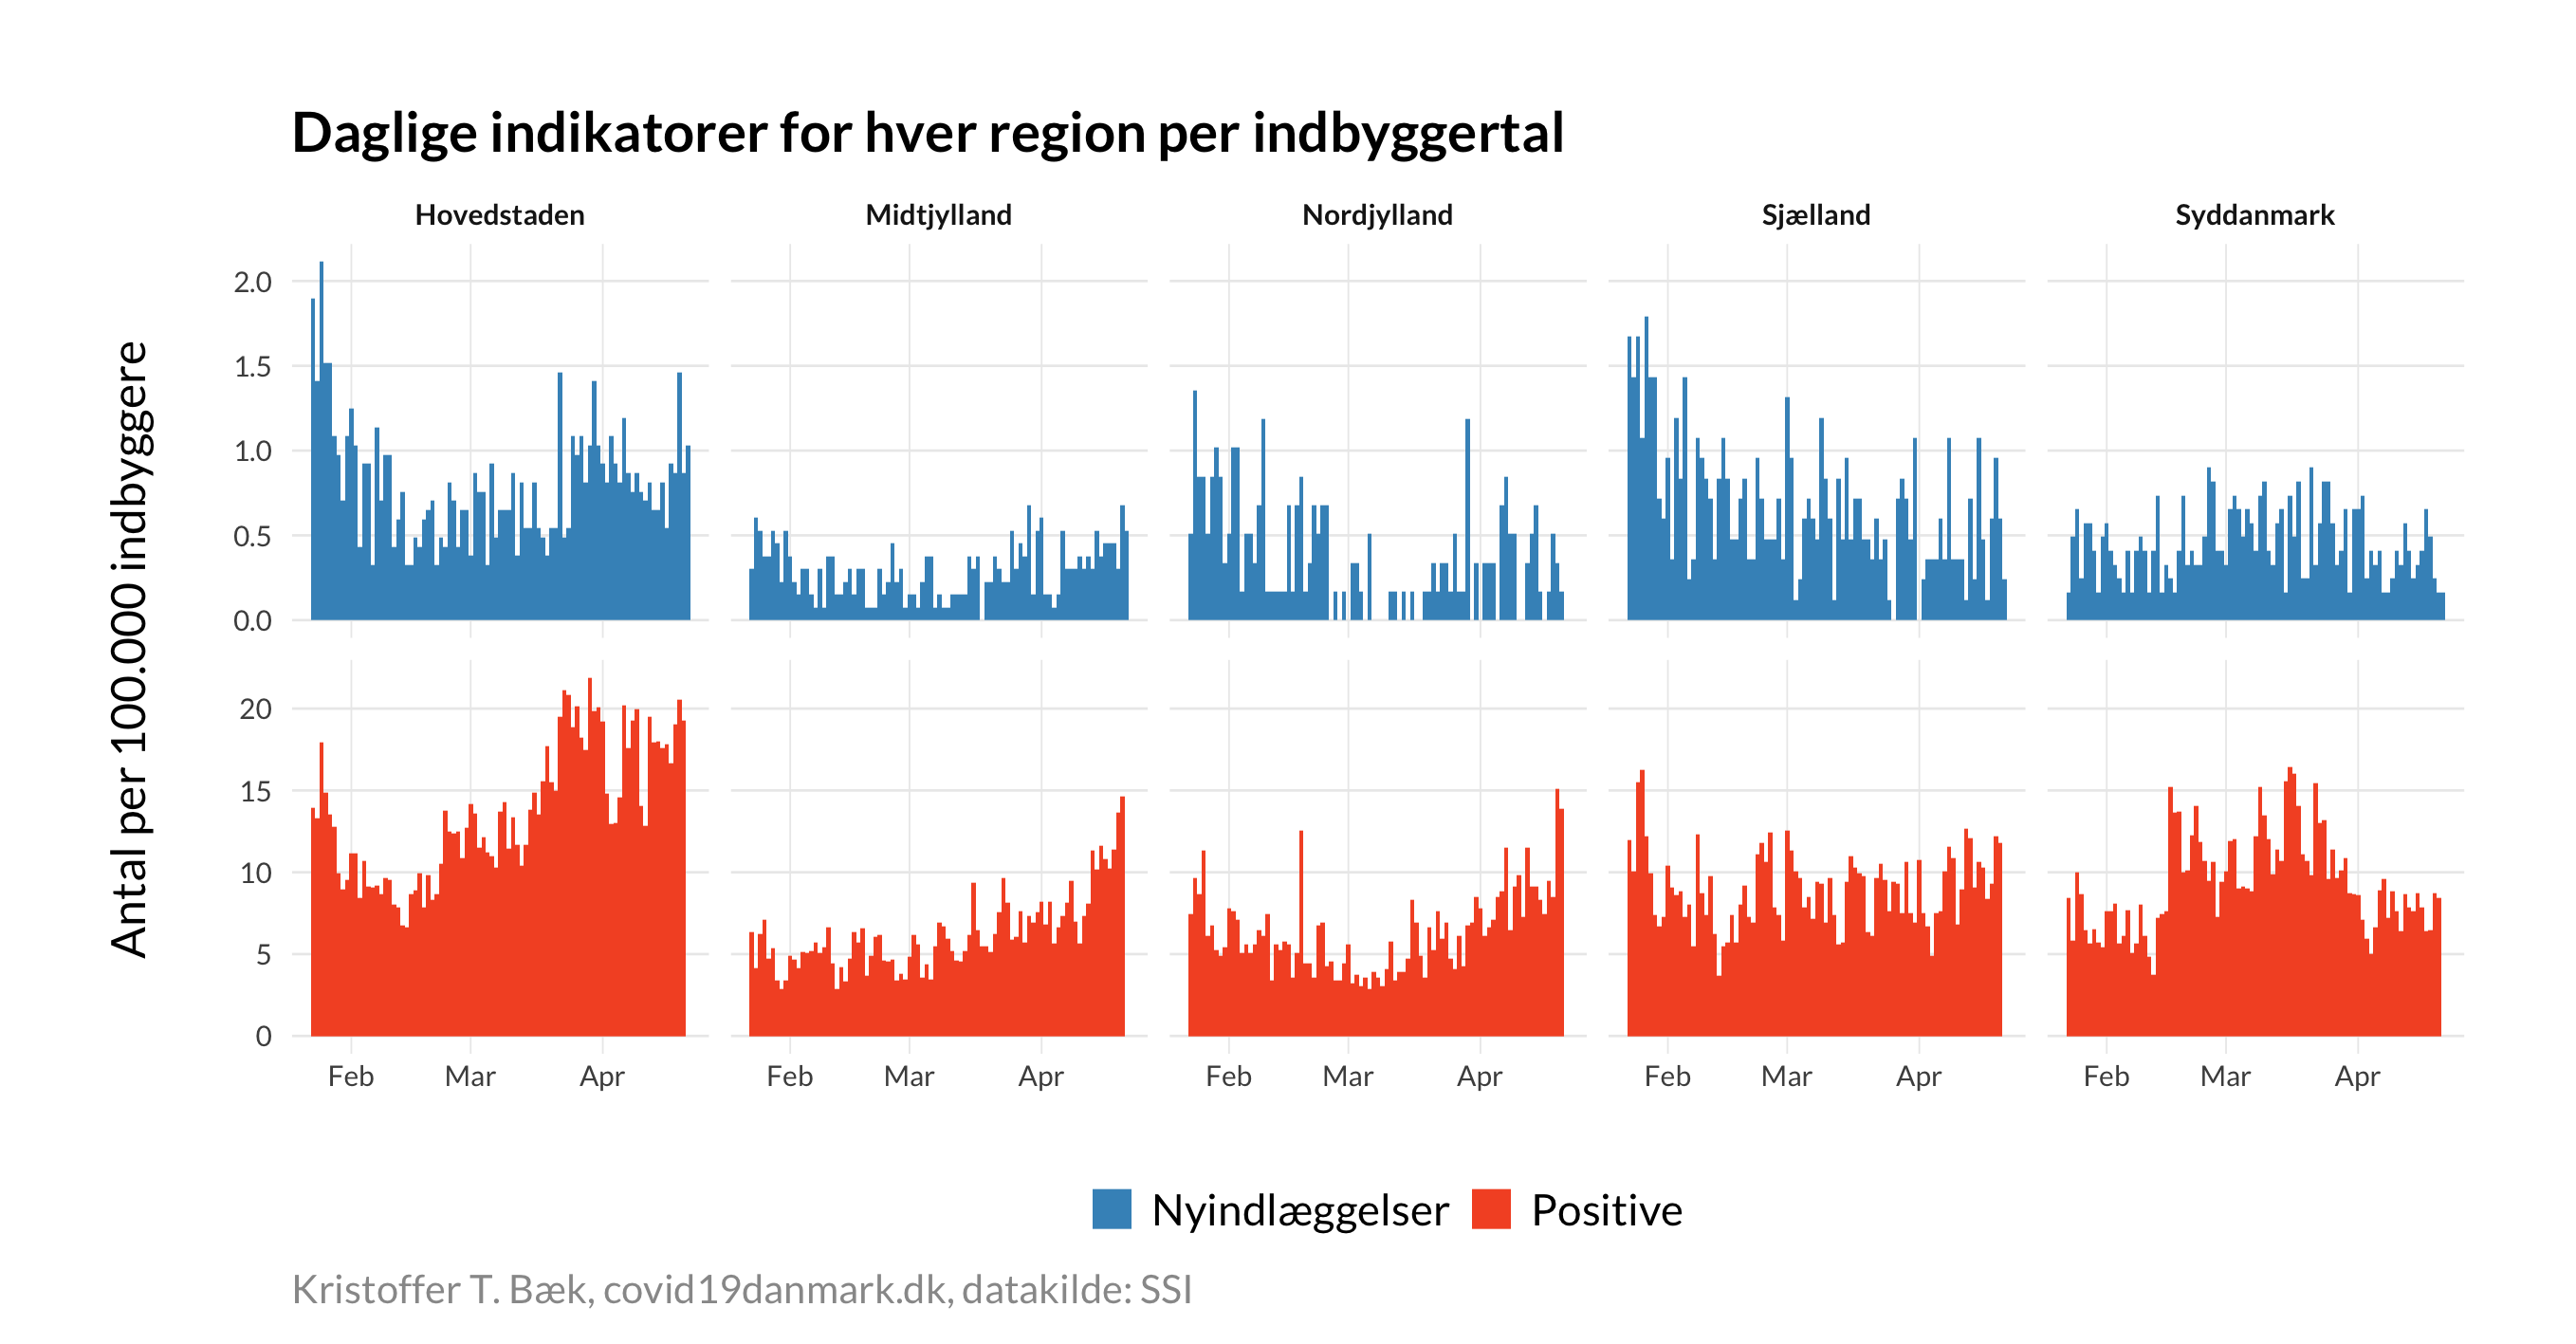 Daglige indikatorer for hver region per indbyggertal
Hovedstaden Midtjylland Nordjylland Sjælland Syddanmark
Antal per 100.000 indbyggere
2.0
1.5
1.0
0.5
0.0
20
15
10
5
0
Feb Mar Apr Feb Mar Apr Feb Mar Apr Feb Mar Apr Feb Mar Apr
Nyindlæggelser Positive
Kristoffer T. Bæk, covid19danmark.dk, datakilde: SSI